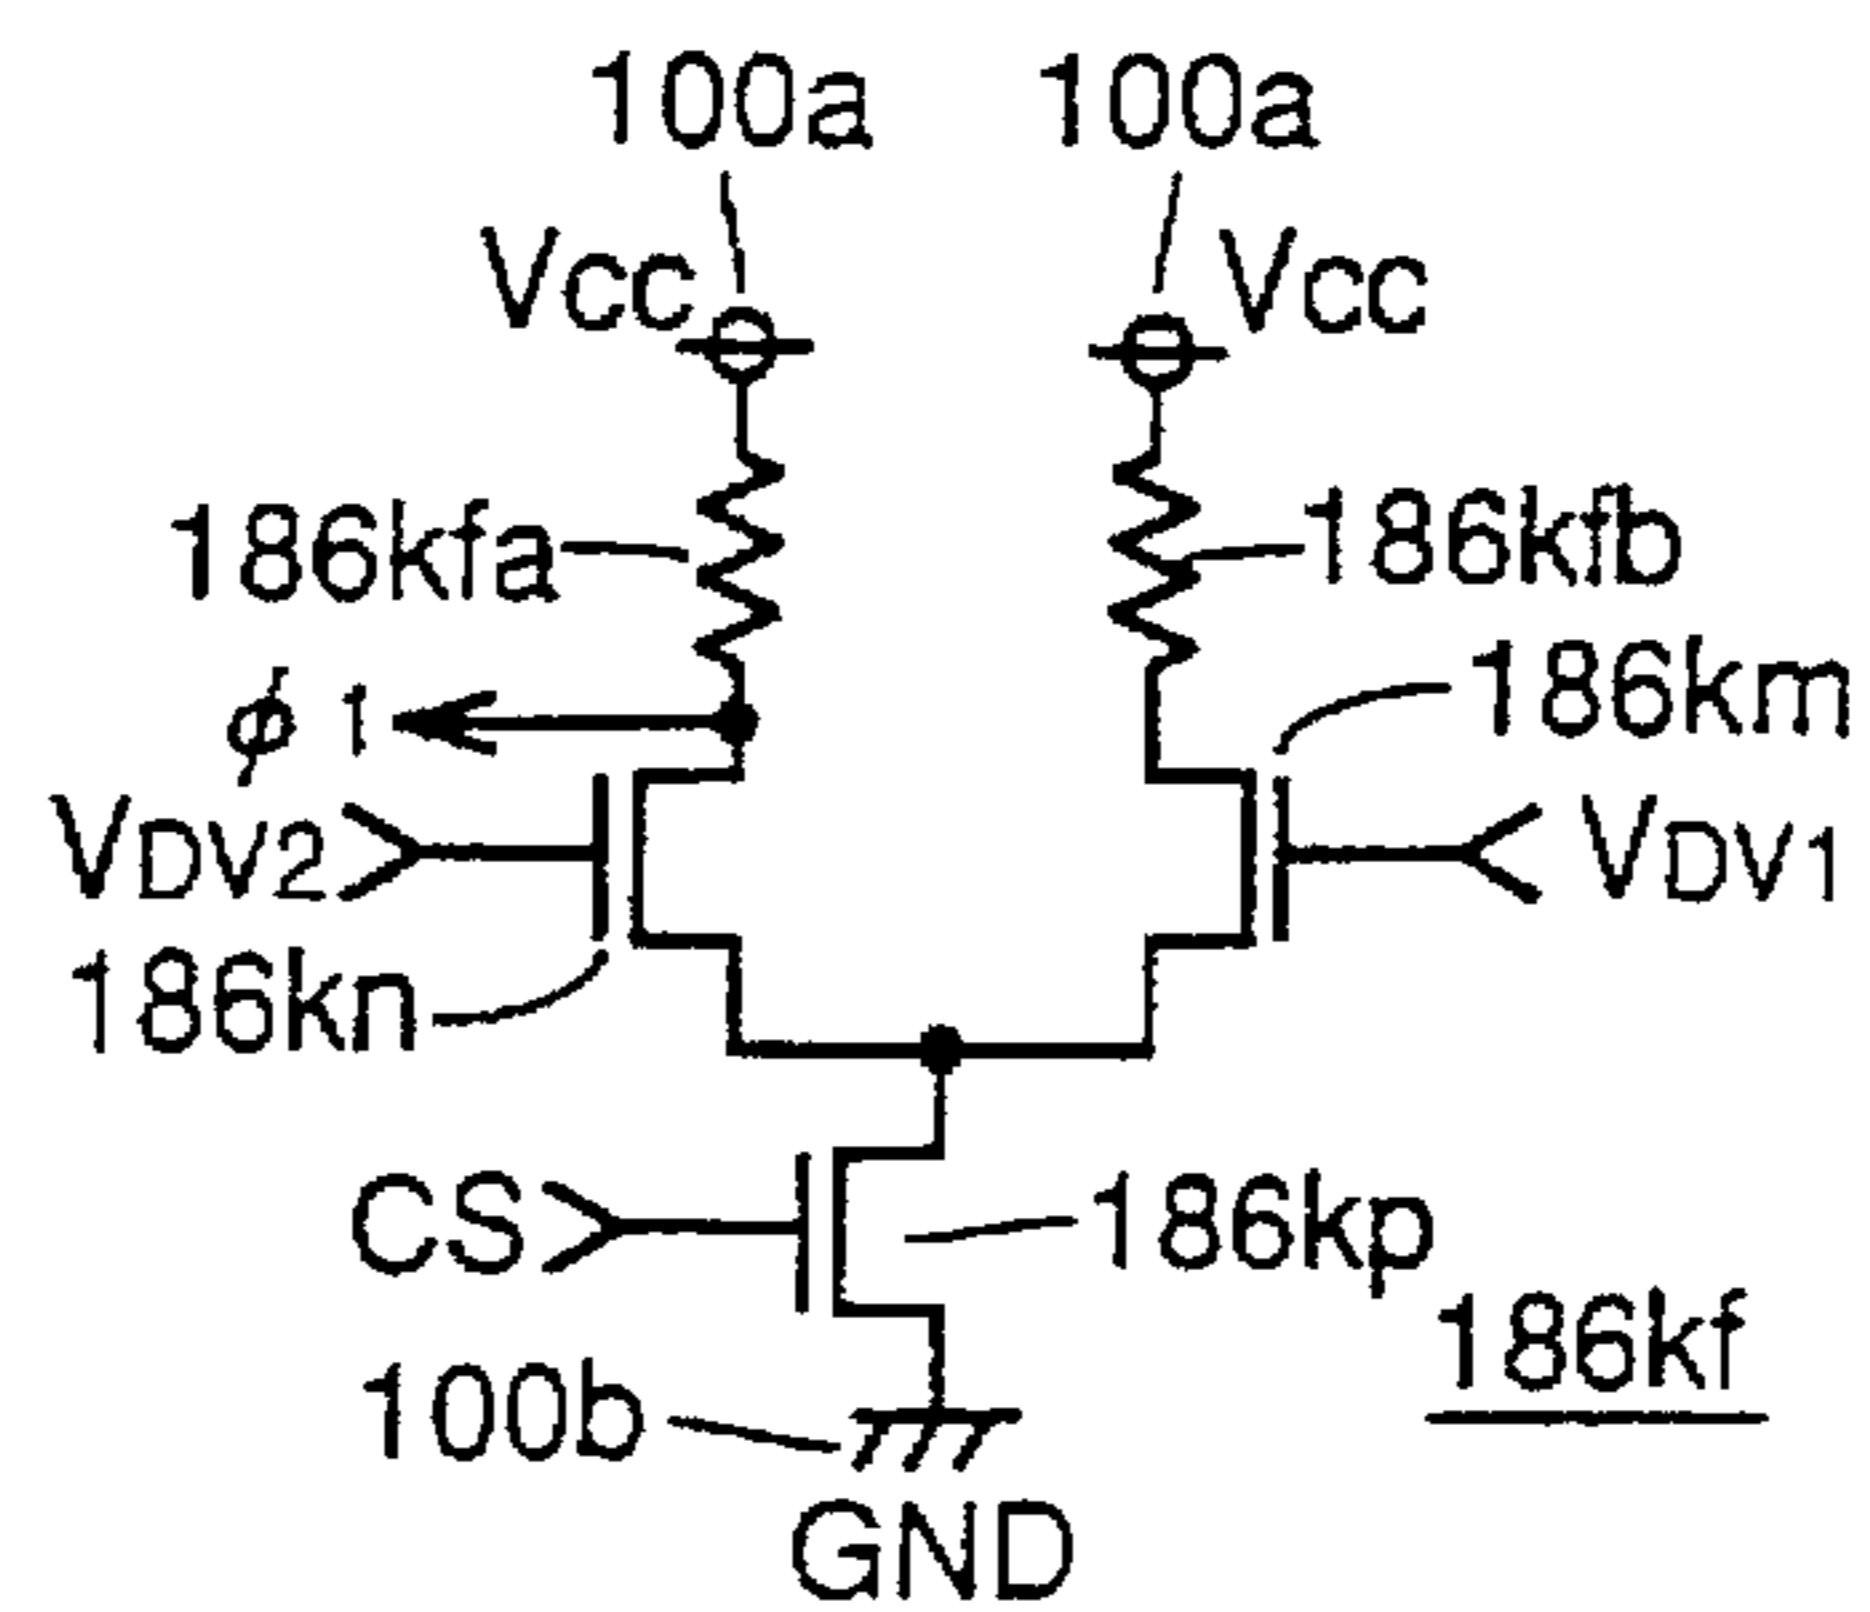 100a 100a
Vcc Vcc
186kfa 186kfb
186km
φ1
VDV2 VDV1
186kn
CS 186kp
186kf
100b
GND